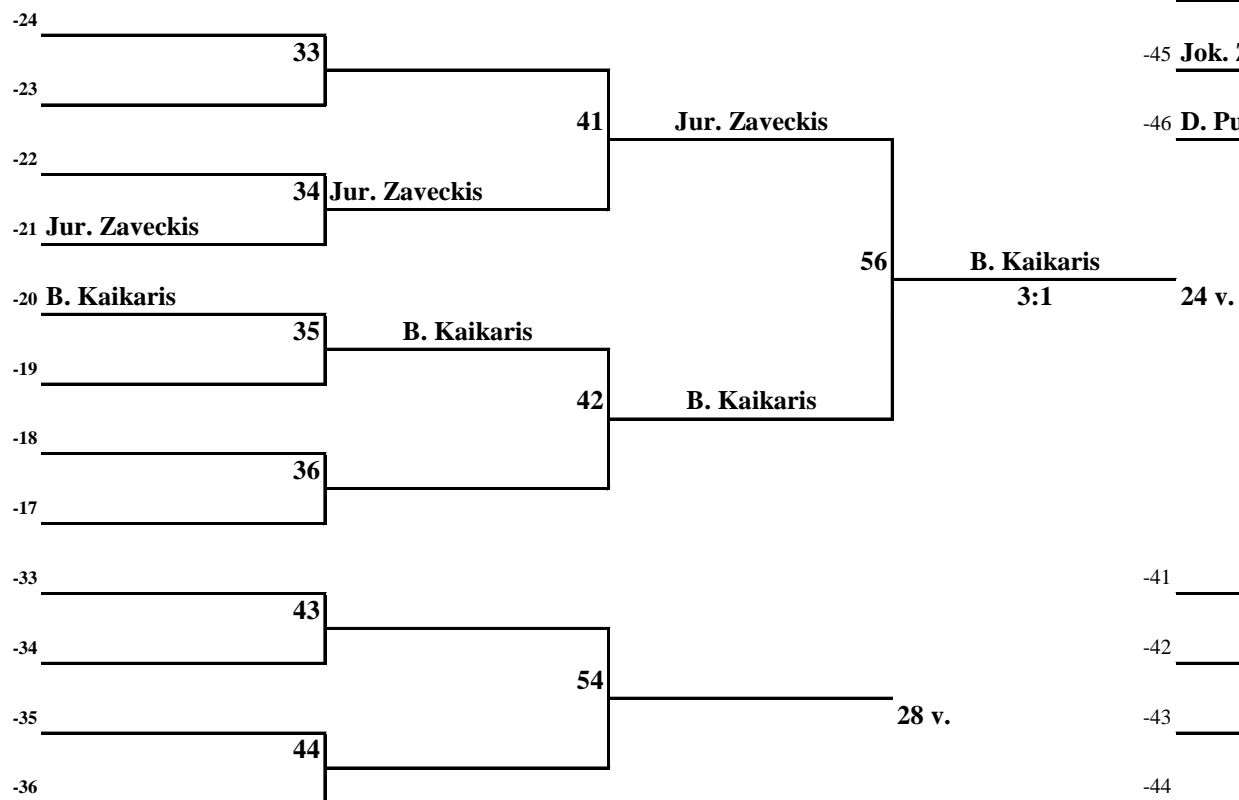 -24
33
-45 Jok.
-23
41 Jur. Zaveckis
-46 D.
-22
34 Jur. Zaveckis
-21 Jur. Zaveckis
56 B. Kaikaris
-20 B. Kaikaris
3:1 24 v.
35 B. Kaikaris
-19
42 B. Kaikaris
-18
36
-17
-33 -41
43
-34 -42
54
-35 28 v. -43
44
-36 -44